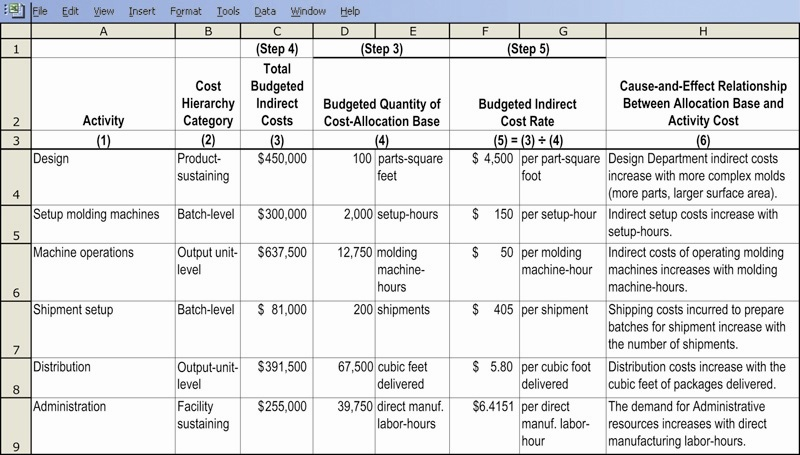 File Edit View Insert Format Tools Data Window Help
A B C D E F G H
1 (Step 4) (Step 3) (Step 5)
2 Activity Cost Hierarchy Category Total Budgeted Indirect Costs Budgeted Quantity of Cost-Allocation Base Budgeted Indirect Cost Rate Cause-and-Effect Relationship Between Allocation Base and Activity Cost
3 (1) (2) (3) (4) (5) = (3) ÷ (4) (6)
4 Design Product-sustaining $450,000 100 parts-square feet $ 4,500 per part-square foot Design Department indirect costs increase with more complex molds (more parts, larger surface area).
5 Setup molding machines Batch-level $300,000 2,000 setup-hours $ 150 per setup-hour Indirect setup costs increase with setup-hours.
6 Machine operations Output unit-level $637,500 12,750 molding machine-hours $ 50 per molding machine-hour Indirect costs of operating molding machines increases with molding machine-hours.
7 Shipment setup Batch-level $ 81,000 200 shipments $ 405 per shipment Shipping costs incurred to prepare batches for shipment increase with the number of shipments.
8 Distribution Output-unit-level $391,500 67,500 cubic feet delivered $ 5.80 per cubic foot delivered Distribution costs increase with the cubic feet of packages delivered.
9 Administration Facility sustaining $255,000 39,750 direct manuf. labor-hours $6.4151 per direct manuf. labor-hour The demand for Administrative resources increases with direct manufacturing labor-hours.